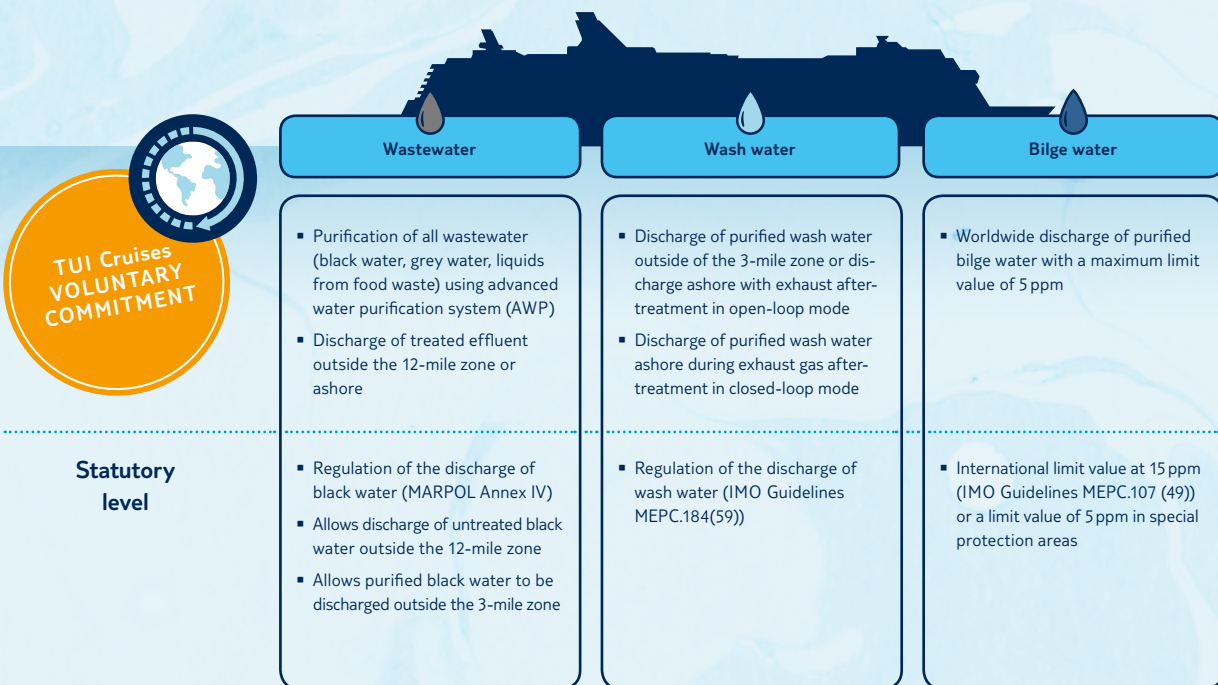 Wastewater
Wash water
Bilge water
TUI Cruises
VOLUNTARY
COMMITMENT
▪ Purification of all wastewater
(black water, grey water, liquids
from food waste) using advanced
water purification system (AWP)
▪ Discharge of treated effluent
outside the 12-mile zone or
ashore
▪ Discharge of purified wash water
outside of the 3-mile zone or dis-
charge ashore with exhaust after-
treatment in open-loop mode
▪ Discharge of purified wash water
ashore during exhaust gas after-
treatment in closed-loop mode
▪ Worldwide discharge of purified
bilge water with a maximum limit
value of 5 ppm
Statutory
level
▪ Regulation of the discharge of
black water (MARPOL Annex IV)
▪ Allows discharge of untreated black
water outside the 12-mile zone
▪ Allows purified black water to be
discharged outside the 3-mile zone
▪ Regulation of the discharge of
wash water (IMO Guidelines
MEPC.184(59))
▪ International limit value at 15 ppm
(IMO Guidelines MEPC.107 (49))
or a limit value of 5 ppm in special
protection areas